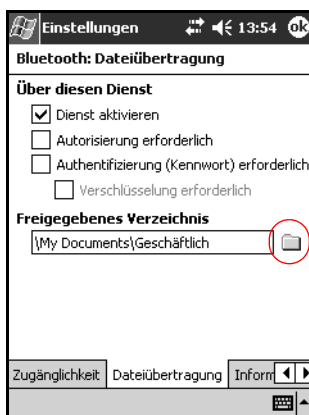 Einstellungen 13:54 ok
Bluetooth: Dateiübertragung
Über diesen Dienst
Dienst aktivieren
Autorisierung erforderlich
Authentifizierung (Kennwort) erforderlich
Verschlüsselung erforderlich
Freigegebenes Verzeichnis
\My Documents\Geschäftlich
Zugänglichkeit Dateiübertragung Inform